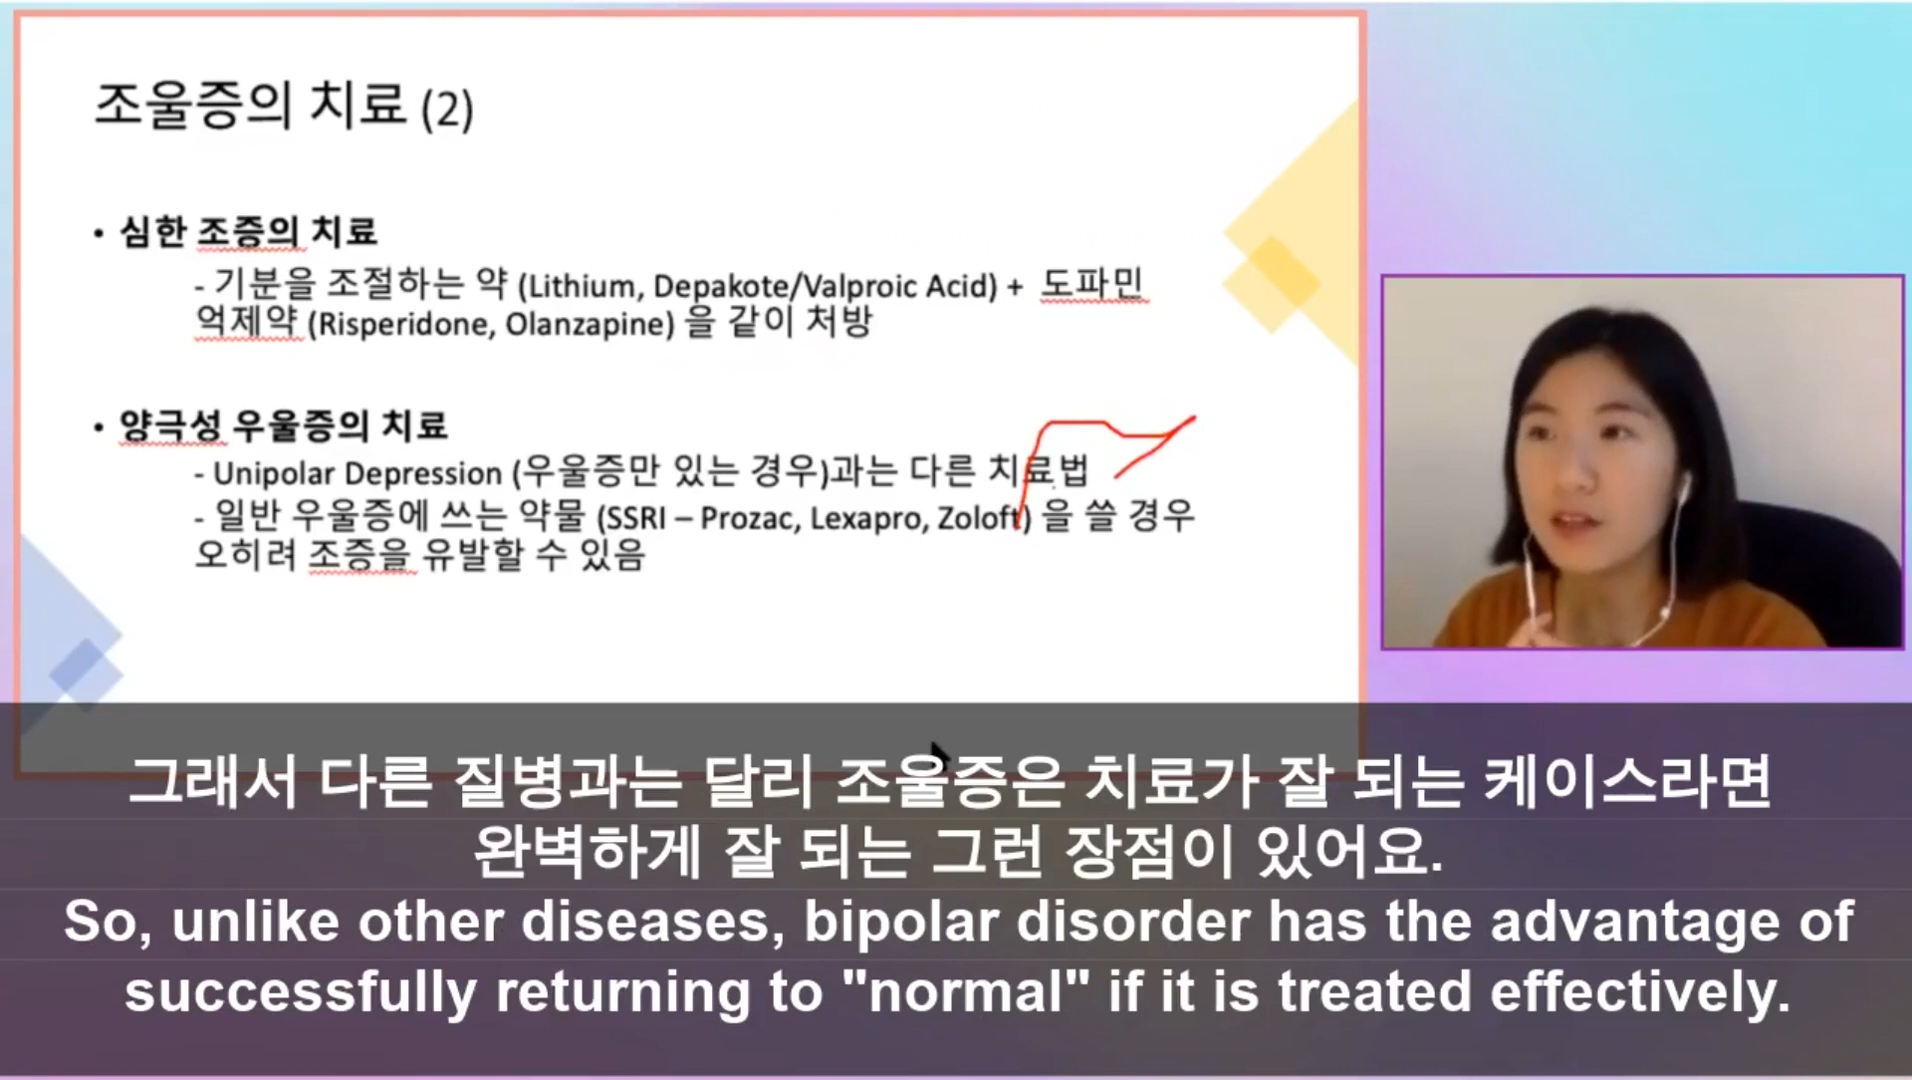 조울증의 치료 (2)
• 심한 조증의 치료
- 기분을 조절하는 약 (Lithium, Depakote/Valproic Acid) + 도파민
억제약 (Risperidone, Olanzapine) 을 같이 처방
• 양극성 우울증의 치료
- Unipolar Depression (우울증만 있는 경우)과는 다른 치료법
- 일반 우울증에 쓰는 약물 (SSRI – Prozac, Lexapro, Zoloft) 을 쓸 경우
오히려 조증을 유발할 수 있음
그래서 다른 질병과는 달리 조울증은 치료가 잘 되는 케이스라면
완벽하게 잘 되는 그런 장점이 있어요.
So, unlike other diseases, bipolar disorder has the advantage of
successfully returning to "normal" if it is treated effectively.